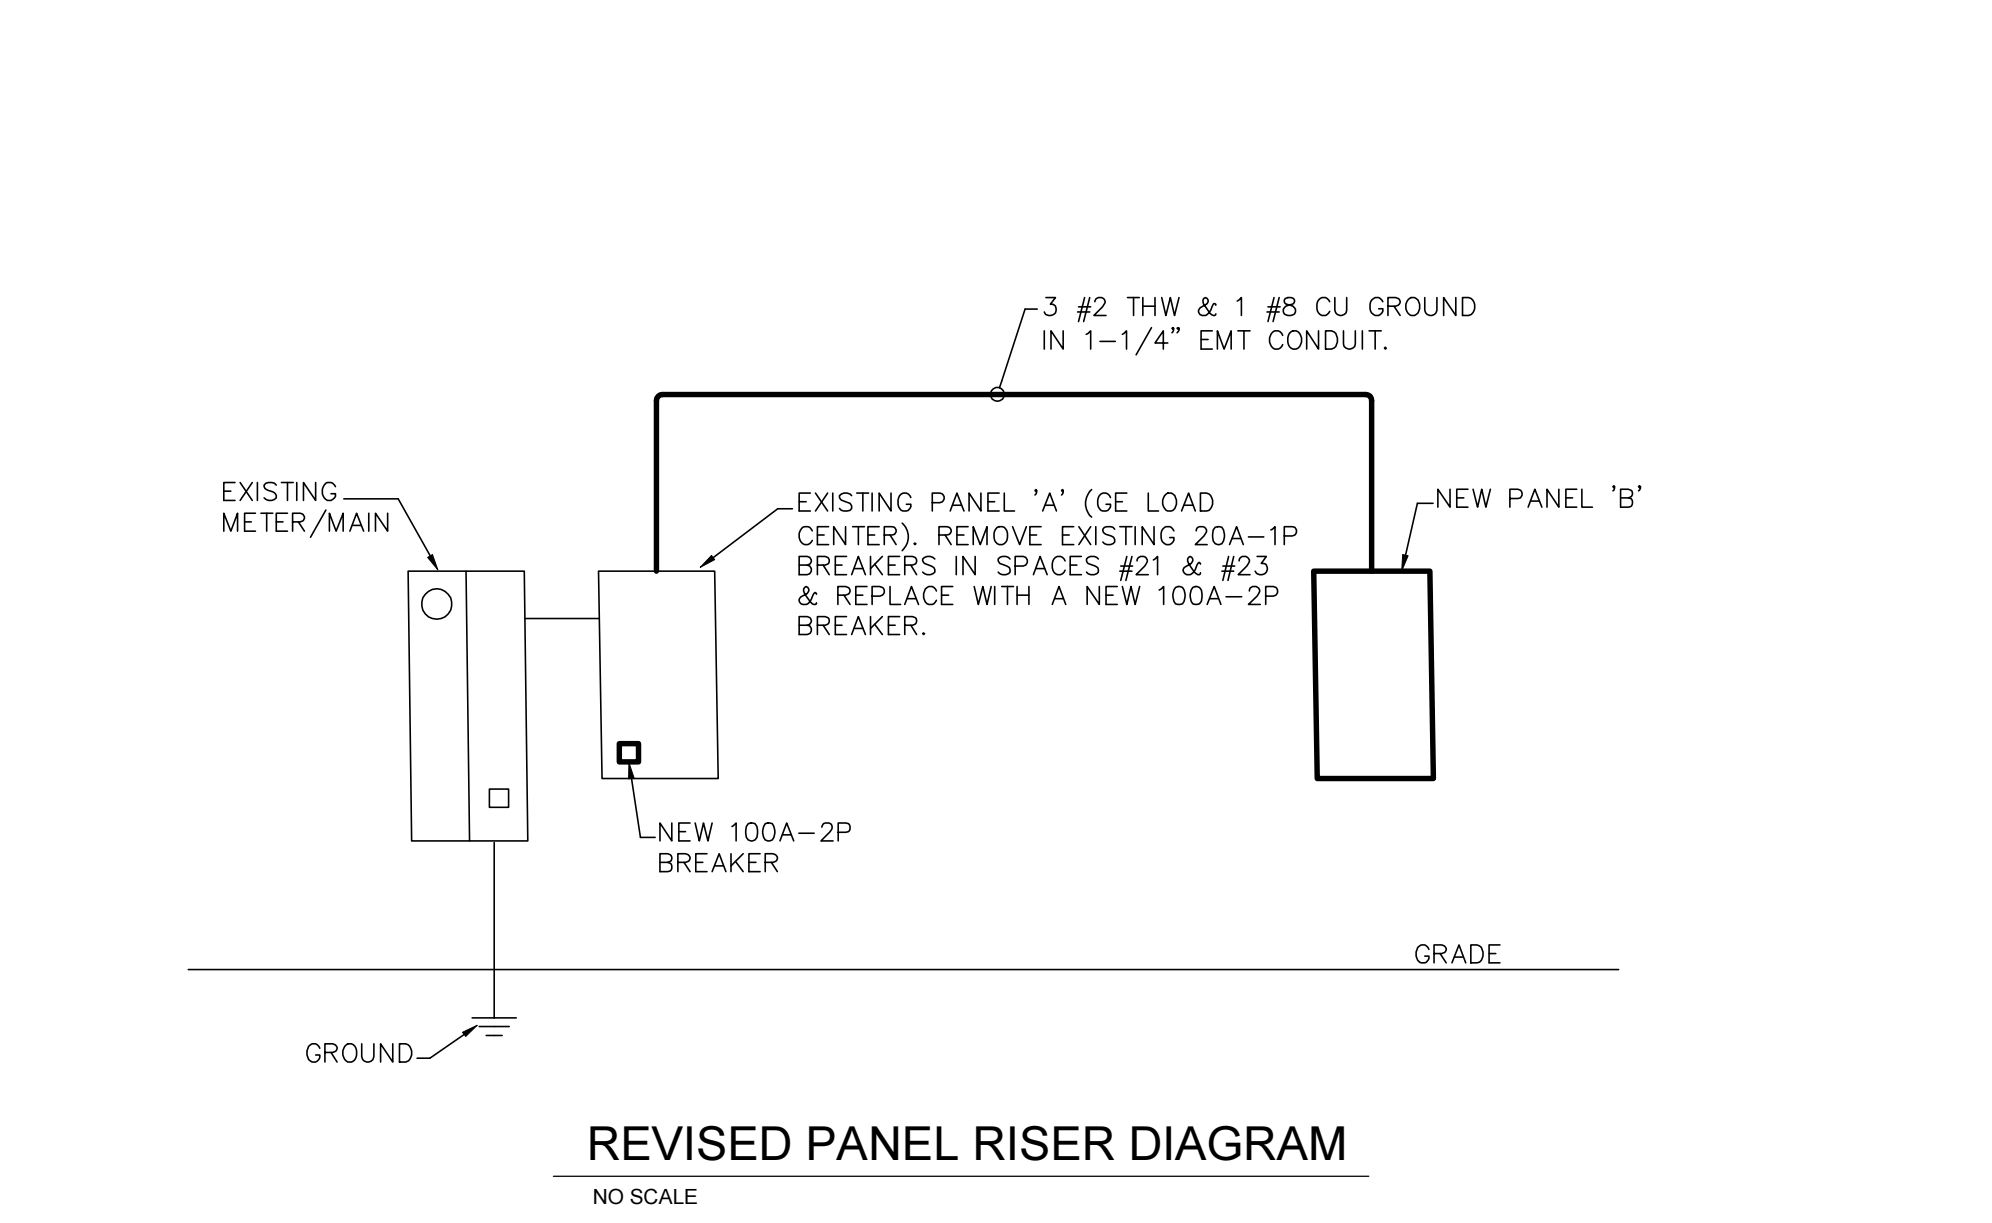 3 #2 THW & 1 #8 CU GROUND
IN 1-1/4" EMT CONDUIT.
EXISTING
METER/MAIN
EXISTING PANEL 'A' (GE LOAD
CENTER). REMOVE EXISTING 20A-1P
BREAKERS IN SPACES #21 & #23
& REPLACE WITH A NEW 100A-2P
BREAKER.
NEW PANEL 'B'
NEW 100A-2P
BREAKER
GRADE
GROUND
REVISED PANEL RISER DIAGRAM
NO SCALE